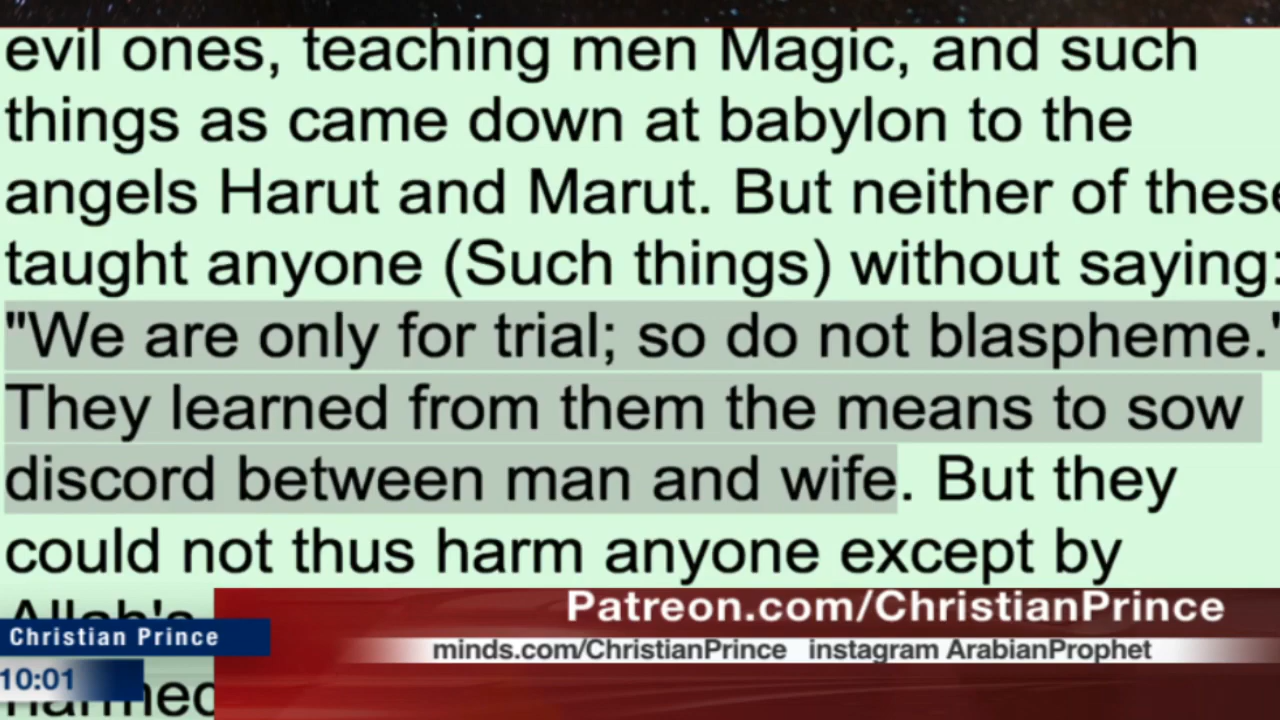 evil ones, teaching men Magic, and such
things as came down at babylon to the
angels Harut and Marut. But neither of these
taught anyone (Such things) without saying:
"We are only for trial; so do not blaspheme."
They learned from them the means to sow
discord between man and wife. But they
could not thus harm anyone except by
Allah's
Patreon.com/ChristianPrince
Christian Prince
minds.com/ChristianPrince instagram ArabianProphet
10:01